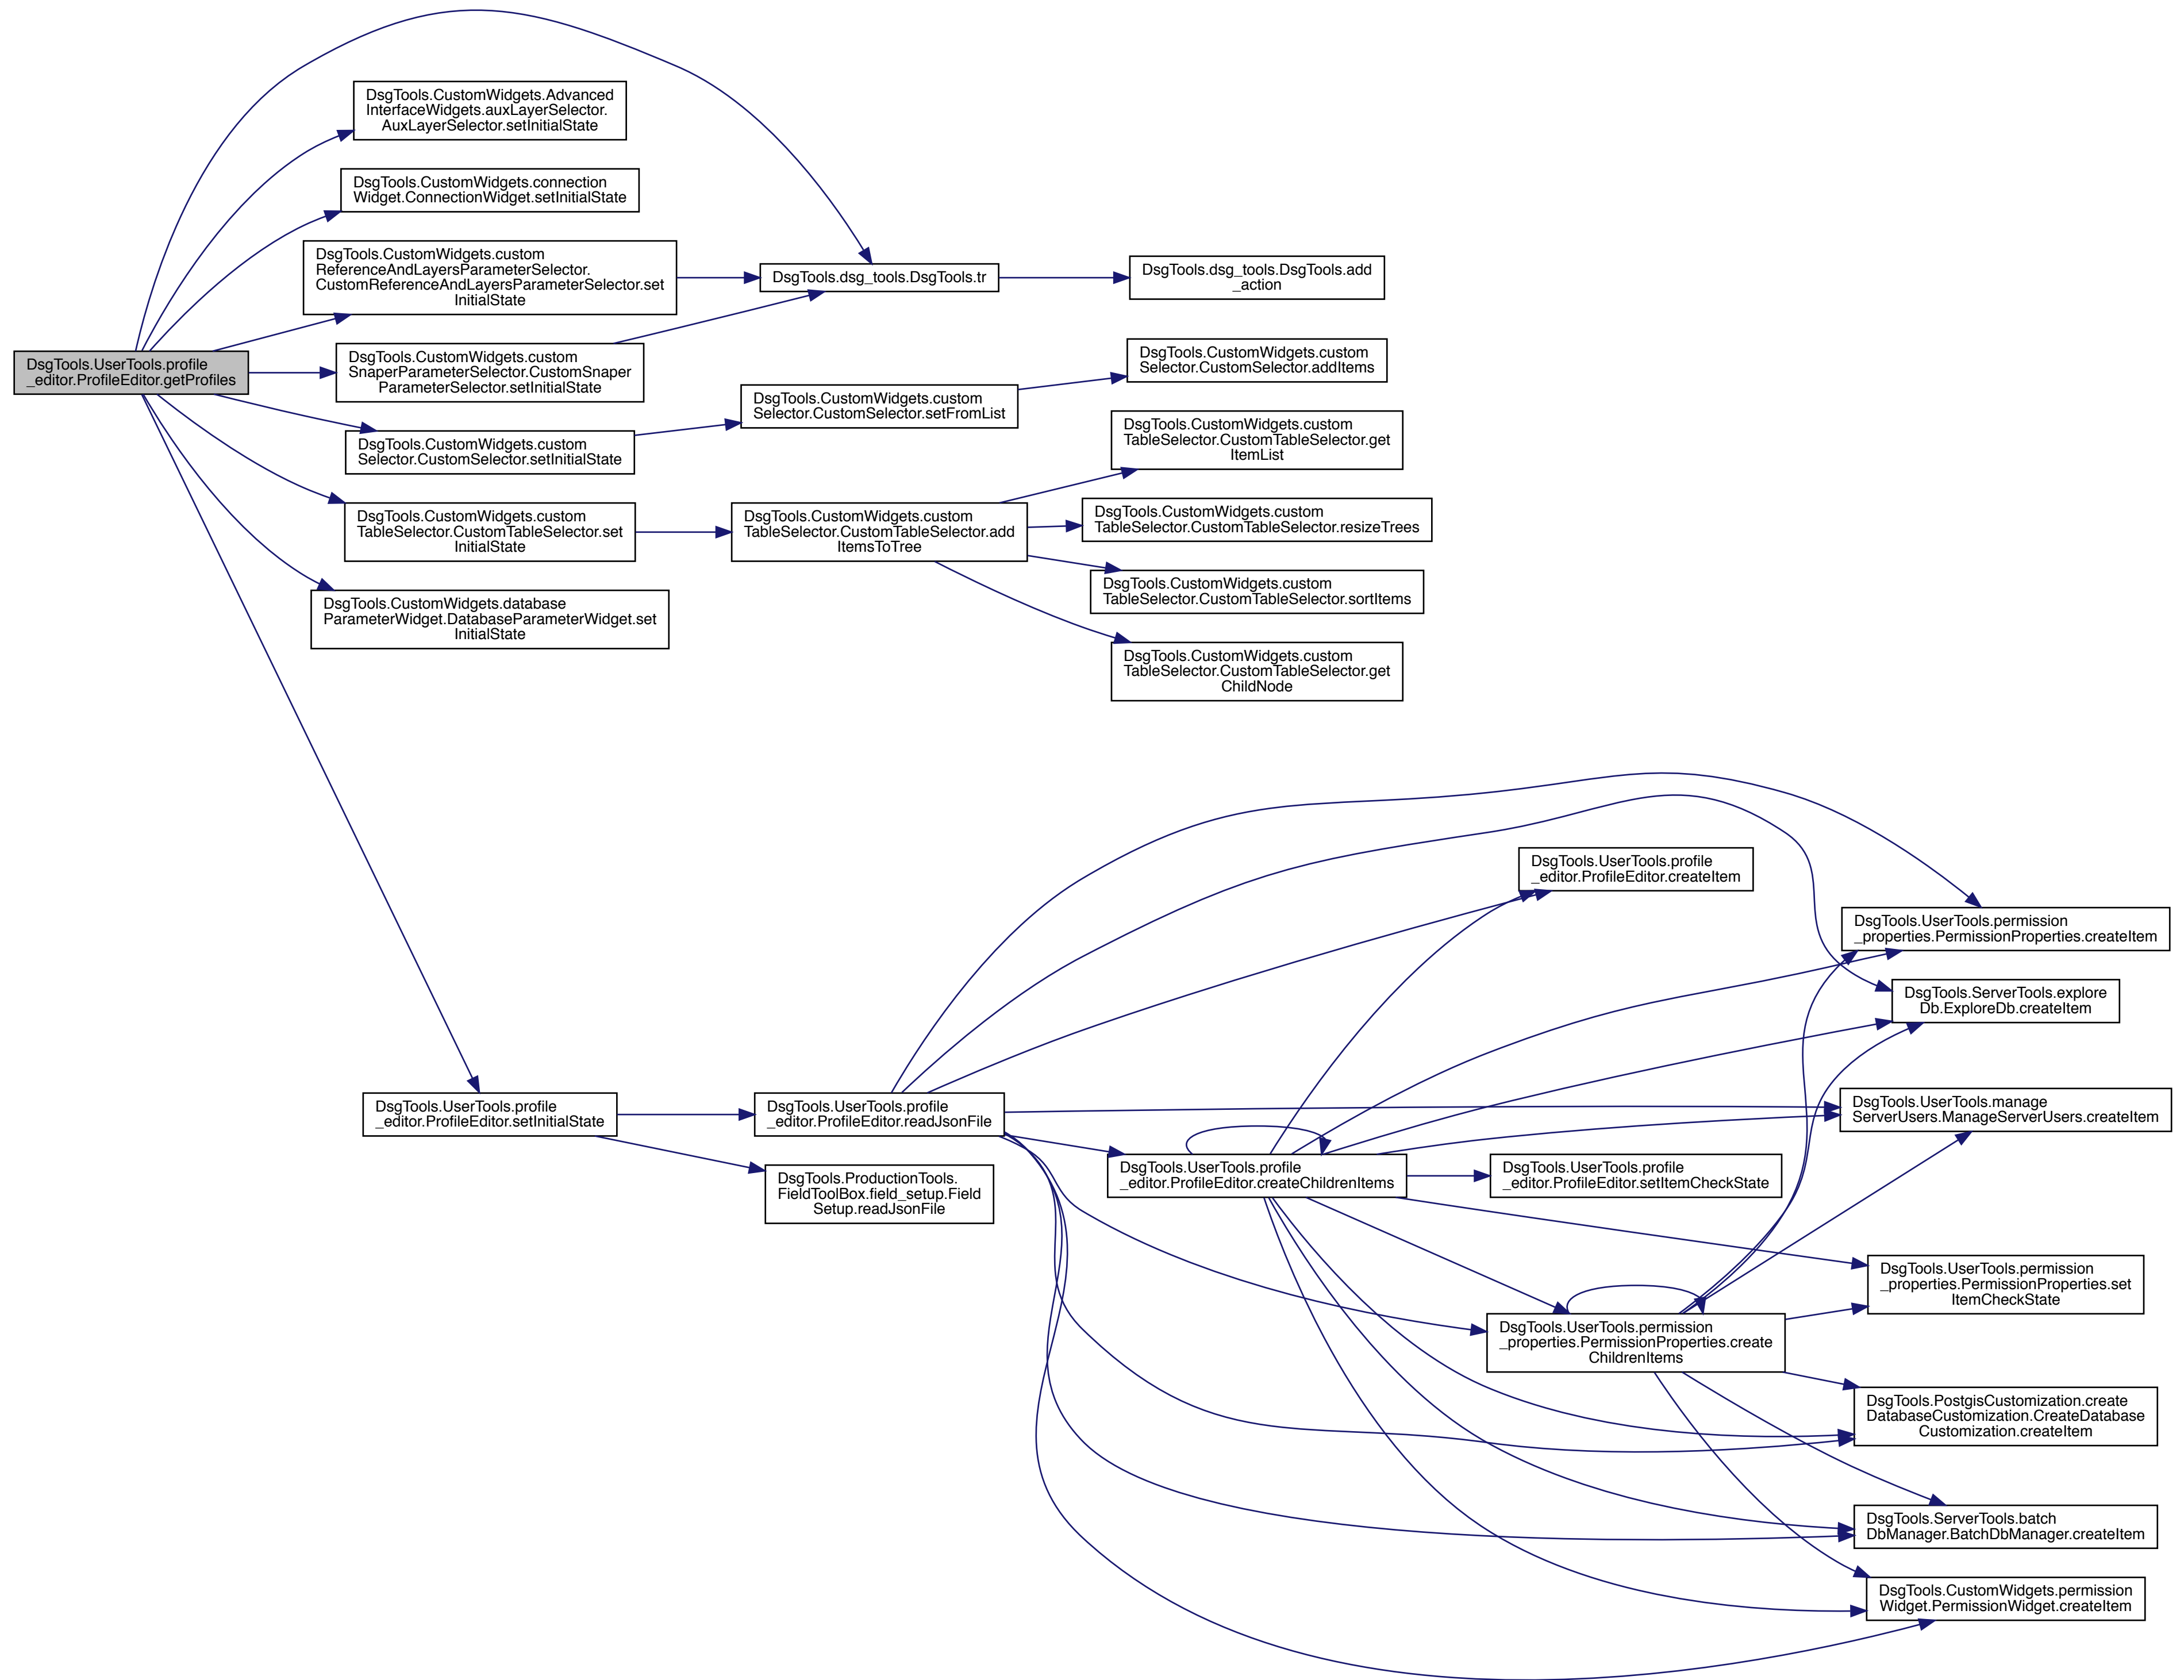 DsgTools.UserTools.profile
_editor.ProfileEditor.getProfiles
DsgTools.CustomWidgets.Advanced
InterfaceWidgets.auxLayerSelector.
AuxLayerSelector.setInitialState
DsgTools.CustomWidgets.connection
Widget.ConnectionWidget.setInitialState
DsgTools.CustomWidgets.custom
ReferenceAndLayersParameterSelector.
CustomReferenceAndLayersParameterSelector.set
InitialState
DsgTools.CustomWidgets.custom
SnaperParameterSelector.CustomSnaper
ParameterSelector.setInitialState
DsgTools.CustomWidgets.custom
Selector.CustomSelector.setInitialState
DsgTools.CustomWidgets.custom
TableSelector.CustomTableSelector.set
InitialState
DsgTools.CustomWidgets.database
ParameterWidget.DatabaseParameterWidget.set
InitialState
DsgTools.UserTools.profile
_editor.ProfileEditor.setInitialState
DsgTools.dsg_tools.DsgTools.tr
DsgTools.CustomWidgets.custom
Selector.CustomSelector.setFromList
DsgTools.CustomWidgets.custom
TableSelector.CustomTableSelector.add
ItemsToTree
DsgTools.UserTools.profile
_editor.ProfileEditor.readJsonFile
DsgTools.ProductionTools.
FieldToolBox.field_setup.Field
Setup.readJsonFile
DsgTools.dsg_tools.DsgTools.add
_action
DsgTools.CustomWidgets.custom
Selector.CustomSelector.addItems
DsgTools.CustomWidgets.custom
TableSelector.CustomTableSelector.get
ItemList
DsgTools.CustomWidgets.custom
TableSelector.CustomTableSelector.resizeTrees
DsgTools.CustomWidgets.custom
TableSelector.CustomTableSelector.sortItems
DsgTools.CustomWidgets.custom
TableSelector.CustomTableSelector.get
ChildNode
DsgTools.UserTools.profile
_editor.ProfileEditor.createChildrenItems
DsgTools.UserTools.profile
_editor.ProfileEditor.createItem
DsgTools.UserTools.profile
_editor.ProfileEditor.setItemCheckState
DsgTools.UserTools.permission
_properties.PermissionProperties.create
ChildrenItems
DsgTools.UserTools.permission
_properties.PermissionProperties.createItem
DsgTools.ServerTools.explore
Db.ExploreDb.createItem
DsgTools.UserTools.manage
ServerUsers.ManageServerUsers.createItem
DsgTools.UserTools.permission
_properties.PermissionProperties.set
ItemCheckState
DsgTools.PostgisCustomization.create
DatabaseCustomization.CreateDatabase
Customization.createItem
DsgTools.ServerTools.batch
DbManager.BatchDbManager.createItem
DsgTools.CustomWidgets.permission
Widget.PermissionWidget.createItem